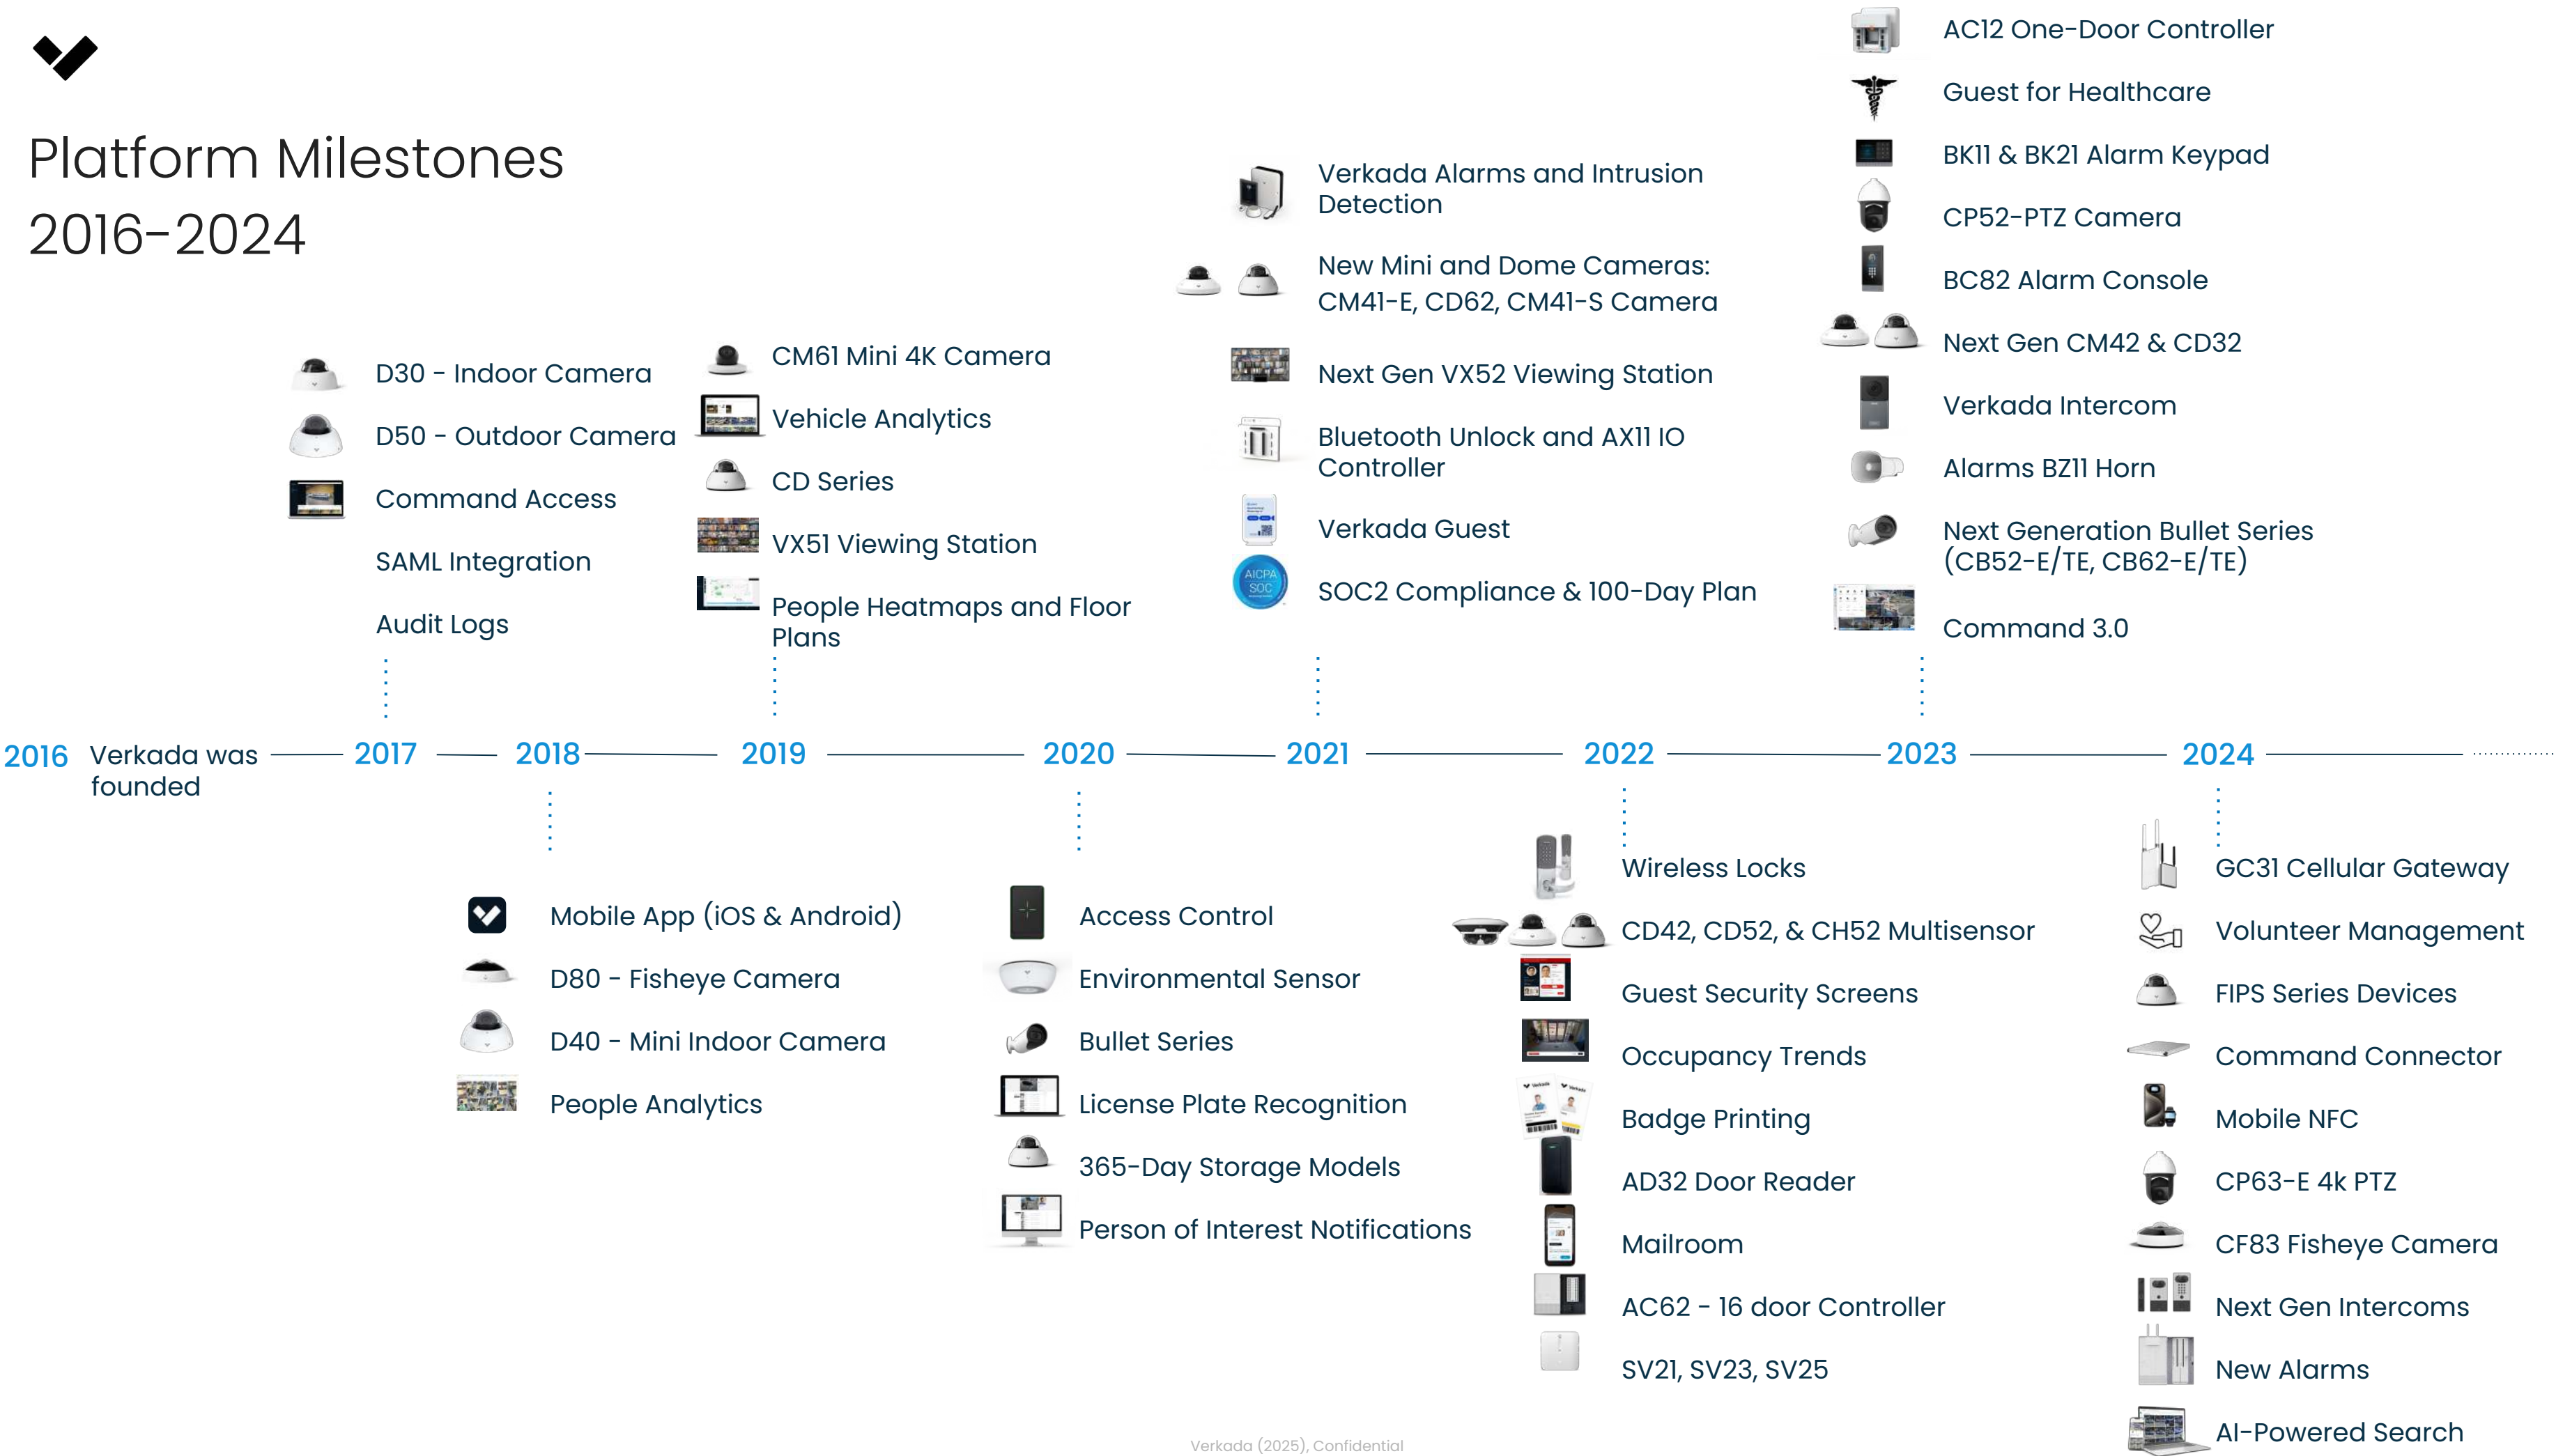 Platform Milestones
2016-2024
D30 - Indoor Camera
D50 - Outdoor Camera
Command Access
SAML Integration
Audit Logs
CM61 Mini 4K Camera
Vehicle Analytics
CD Series
VX51 Viewing Station
People Heatmaps and Floor
Plans
Verkada Alarms and Intrusion
Detection
New Mini and Dome Cameras:
CM41-E, CD62, CM41-S Camera
Next Gen VX52 Viewing Station
Bluetooth Unlock and AX11 IO
Controller
Verkada Guest
AICPA
SOC
SOC2 Compliance & 100-Day Plan
AC12 One-Door Controller
Guest for Healthcare
BK11 & BK21 Alarm Keypad
CP52-PTZ Camera
BC82 Alarm Console
Next Gen CM42 & CD32
Verkada Intercom
Alarms BZ11 Horn
Next Generation Bullet Series
(CB52-E/TE, CB62-E/TE)
Command 3.0
2016 Verkada was
founded
2017
2018
2019
2020
2021
2022
2023
2024
Mobile App (iOS & Android)
D80 - Fisheye Camera
D40 - Mini Indoor Camera
People Analytics
Access Control
Environmental Sensor
Bullet Series
License Plate Recognition
365-Day Storage Models
Person of Interest Notifications
Wireless Locks
CD42, CD52, & CH52 Multisensor
Guest Security Screens
Occupancy Trends
Verkada
Verkada
Badge Printing
AD32 Door Reader
Mailroom
AC62 - 16 door Controller
SV21, SV23, SV25
GC31 Cellular Gateway
Volunteer Management
FIPS Series Devices
Command Connector
Mobile NFC
CP63-E 4k PTZ
CF83 Fisheye Camera
Next Gen Intercoms
New Alarms
AI-Powered Search
Verkada (2025), Confidential